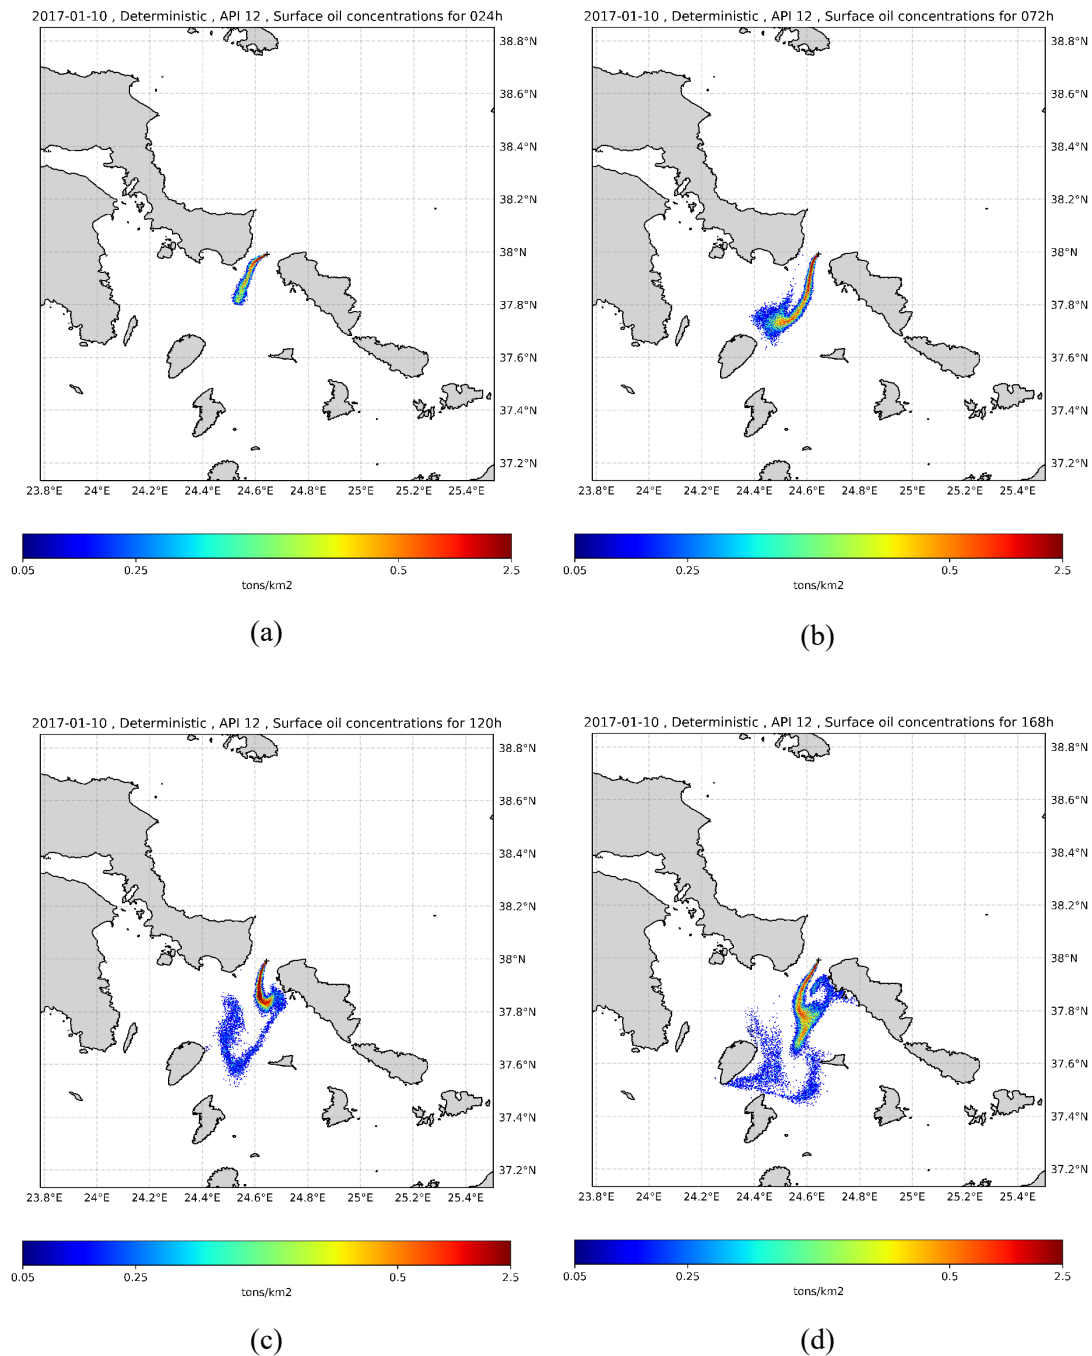 2017-01-10 , Deterministic , API 12 , Surface oil concentrations for 024h
38.8°N
38.6°N
38.4°N
38.2°N
38°N
37.8°N
37.6°N
37.4°N
37.2°N
23.8°E 24°E 24.2°E 24.4°E 24.6°E 24.8°E 25°E 25.2°E 25.4°E
0.05 0.25 0.5 2.5
tons/km2
(a)
2017-01-10 , Deterministic , API 12 , Surface oil concentrations for 072h
38.8°N
38.6°N
38.4°N
38.2°N
38°N
37.8°N
37.6°N
37.4°N
37.2°N
23.8°E 24°E 24.2°E 24.4°E 24.6°E 24.8°E 25°E 25.2°E 25.4°E
0.05 0.25 0.5 2.5
tons/km2
(b)
2017-01-10 , Deterministic , API 12 , Surface oil concentrations for 120h
38.8°N
38.6°N
38.4°N
38.2°N
38°N
37.8°N
37.6°N
37.4°N
37.2°N
23.8°E 24°E 24.2°E 24.4°E 24.6°E 24.8°E 25°E 25.2°E 25.4°E
0.05 0.25 0.5 2.5
tons/km2
(c)
2017-01-10 , Deterministic , API 12 , Surface oil concentrations for 168h
38.8°N
38.6°N
38.4°N
38.2°N
38°N
37.8°N
37.6°N
37.4°N
37.2°N
23.8°E 24°E 24.2°E 24.4°E 24.6°E 24.8°E 25°E 25.2°E 25.4°E
0.05 0.25 0.5 2.5
tons/km2
(d)